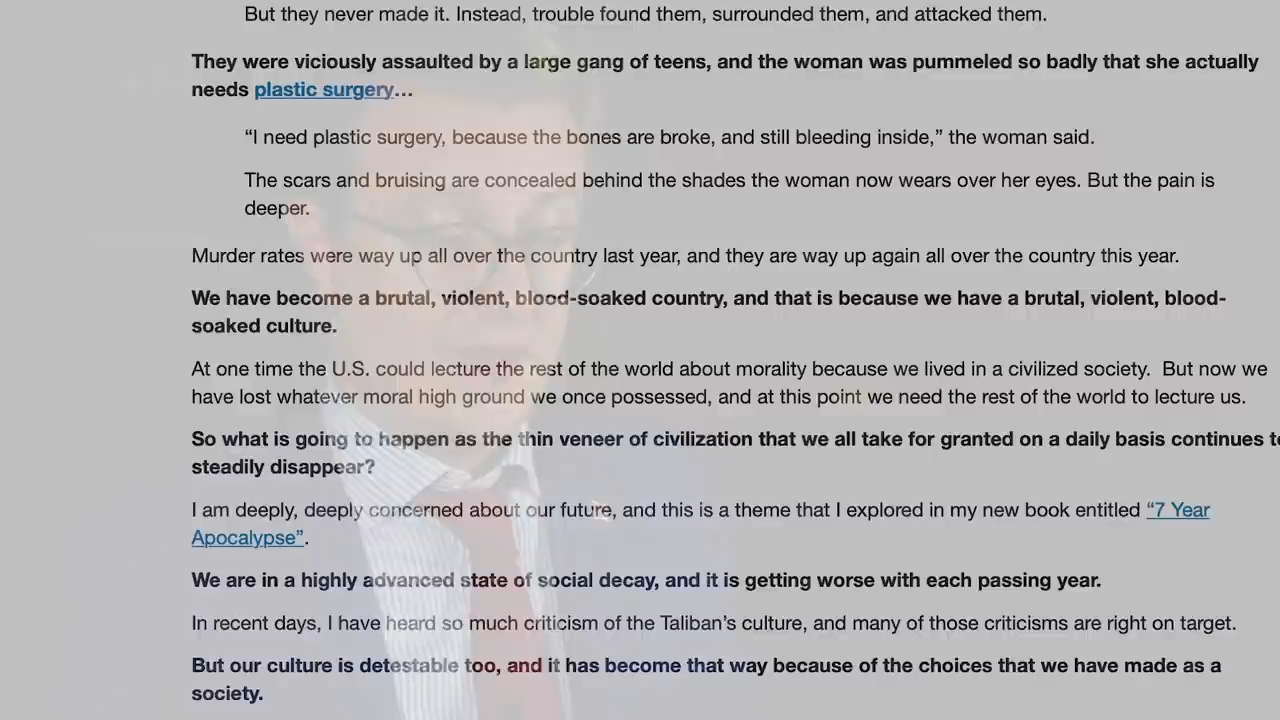 But they never made it. Instead, trouble found them, surrounded them, and attacked them.
They were viciously assaulted by a large gang of teens, and the woman was pummeled so badly that she actually
needs plastic surgery…
“I need plastic surgery, because the bones are broke, and still bleeding inside,” the woman said.
The scars and bruising are concealed behind the shades the woman now wears over her eyes. But the pain is
deeper.
Murder rates were way up all over the country last year, and they are way up again all over the country this year.
We have become a brutal, violent, blood-soaked country, and that is because we have a brutal, violent, blood-
soaked culture.
At one time the U.S. could lecture the rest of the world about morality because we lived in a civilized society.  But now we
have lost whatever moral high ground we once possessed, and at this point we need the rest of the world to lecture us.
So what is going to happen as the thin veneer of civilization that we all take for granted on a daily basis continues to
steadily disappear?
I am deeply, deeply concerned about our future, and this is a theme that I explored in my new book entitled “7 Year
Apocalypse”.
We are in a highly advanced state of social decay, and it is getting worse with each passing year.
In recent days, I have heard so much criticism of the Taliban’s culture, and many of those criticisms are right on target.
But our culture is detestable too, and it has become that way because of the choices that we have made as a
society.